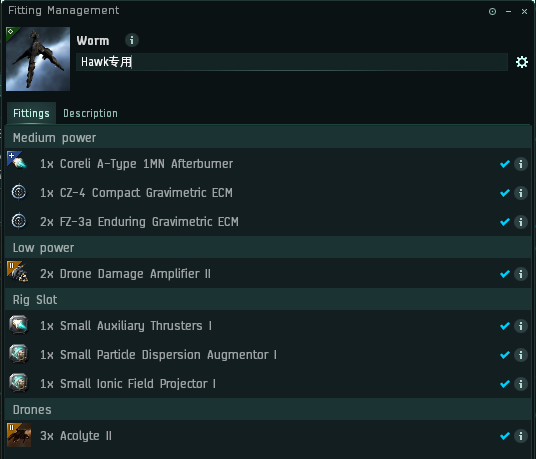 Fitting Management
Worm
Hawk专用
Fittings Description
Medium power
1x Coreli A-Type 1MN Afterburner
1x CZ-4 Compact Gravimetric ECM
2x FZ-3a Enduring Gravimetric ECM
Low power
2x Drone Damage Amplifier II
Rig Slot
1x Small Auxiliary Thrusters I
1x Small Particle Dispersion Augmentor I
1x Small Ionic Field Projector I
Drones
3x Acolyte II